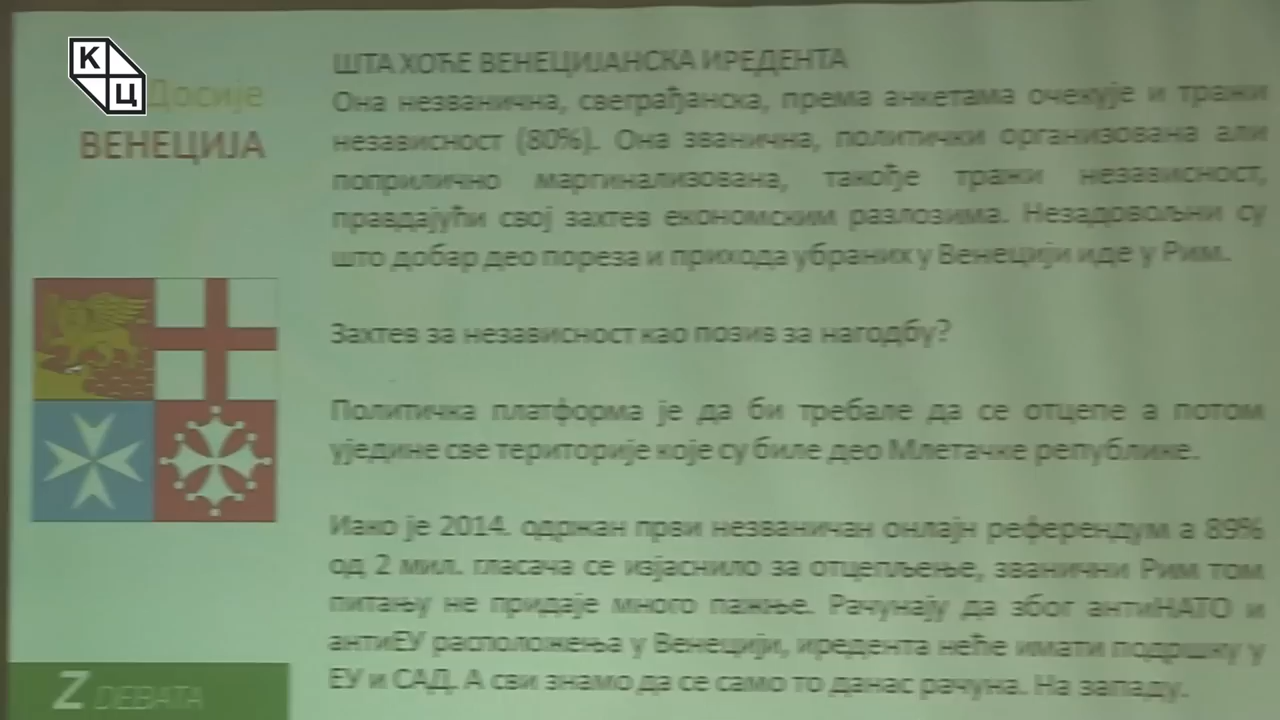 К
Ц
Досије
ВЕНЕЦИЈА
ШТА ХОЋЕ ВЕНЕЦИЈАНСКА ИРЕДЕНТА
Она незванична, свеграђанска, према анкетама очекује и тражи
независност (80%). Она званична, политички организована али
поприлично маргинализована, такође тражи независност,
правдајући свој захтев економским разлозима. Незадовољни су
што добар део пореза и прихода убраних у Венецији иде у Рим.
Захтев за независност као позив за нагодбу?
Политичка платформа је да би требале да се отцепе а потом
уједине све територије које су биле део Млетачке републике.
Иако је 2014. одржан први незваничан онлајн референдум а 89%
од 2 мил. гласача се изјаснило за отцепљење, званични Рим том
питању не придаје много пажње. Рачунају да због антиНАТО и
антиЕУ расположења у Венецији, иредента неће имати подршку у
ЕУ и САД. А сви знамо да се само то данас рачуна. На западу.
Z DEBATA